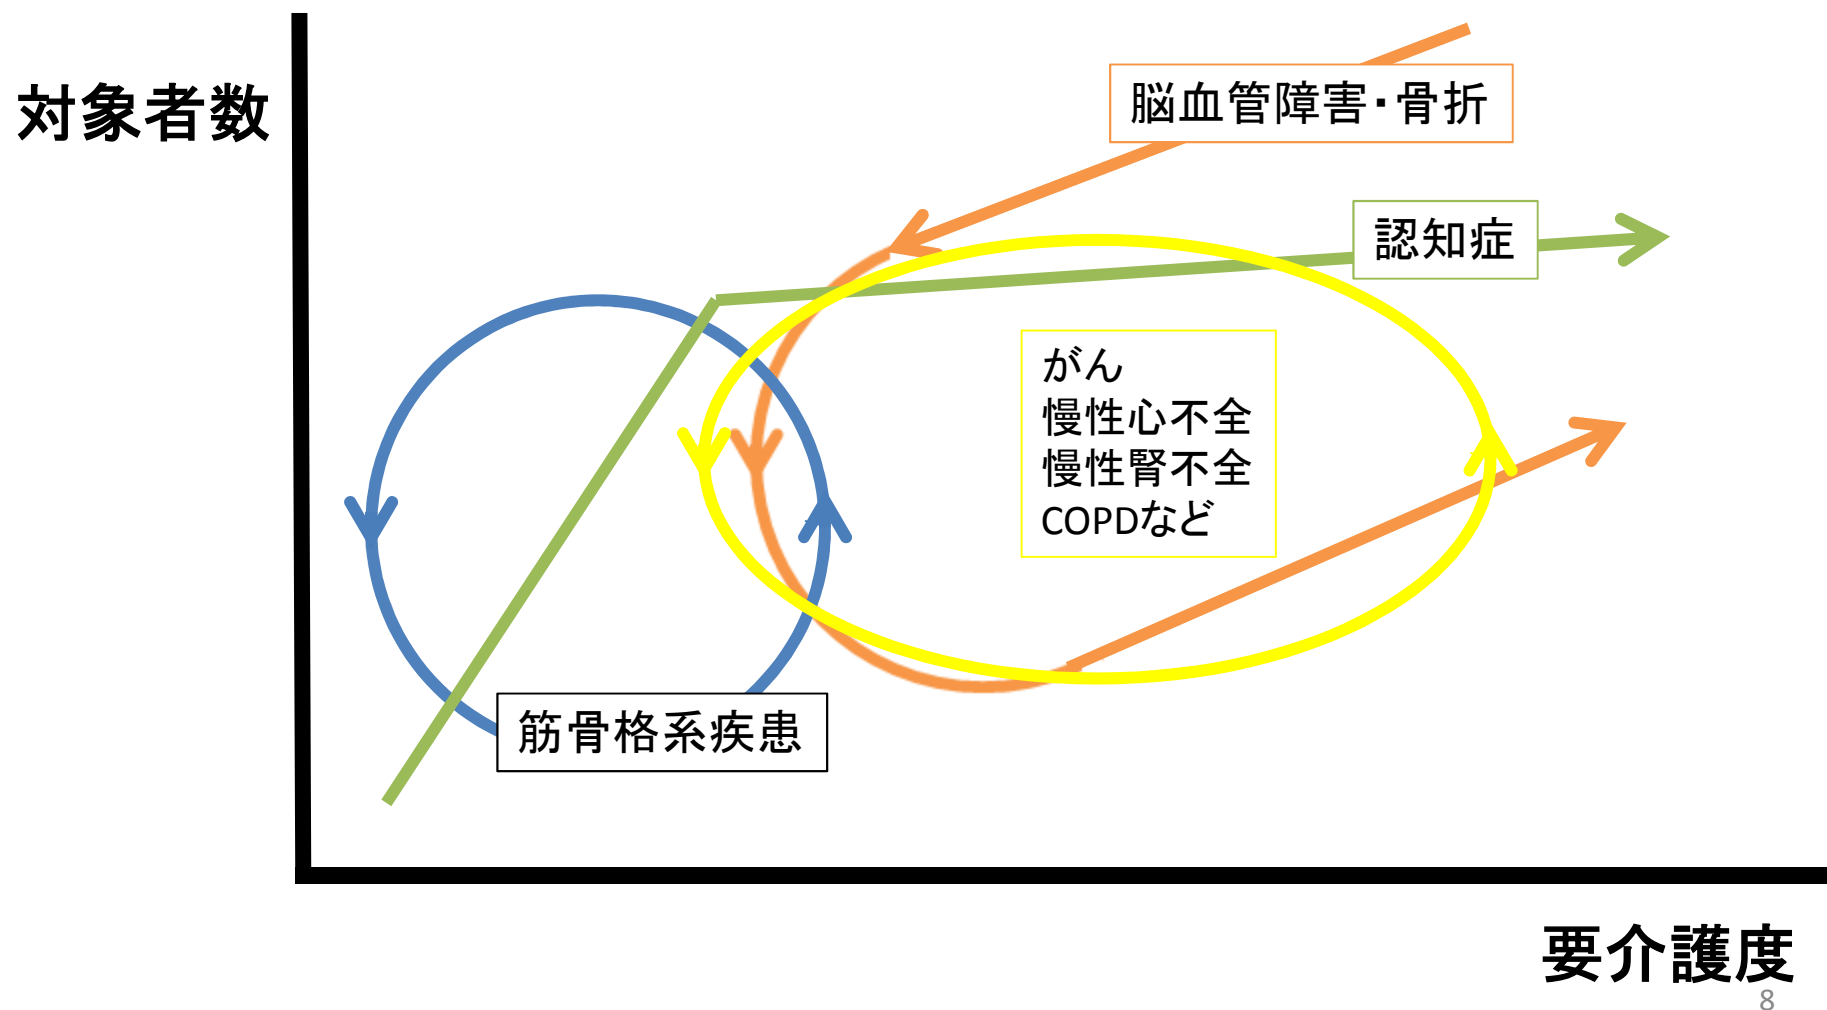 対象者数
脳血管障害・骨折
認知症
がん
慢性心不全
慢性腎不全
COPDなど
筋骨格系疾患
要介護度
8